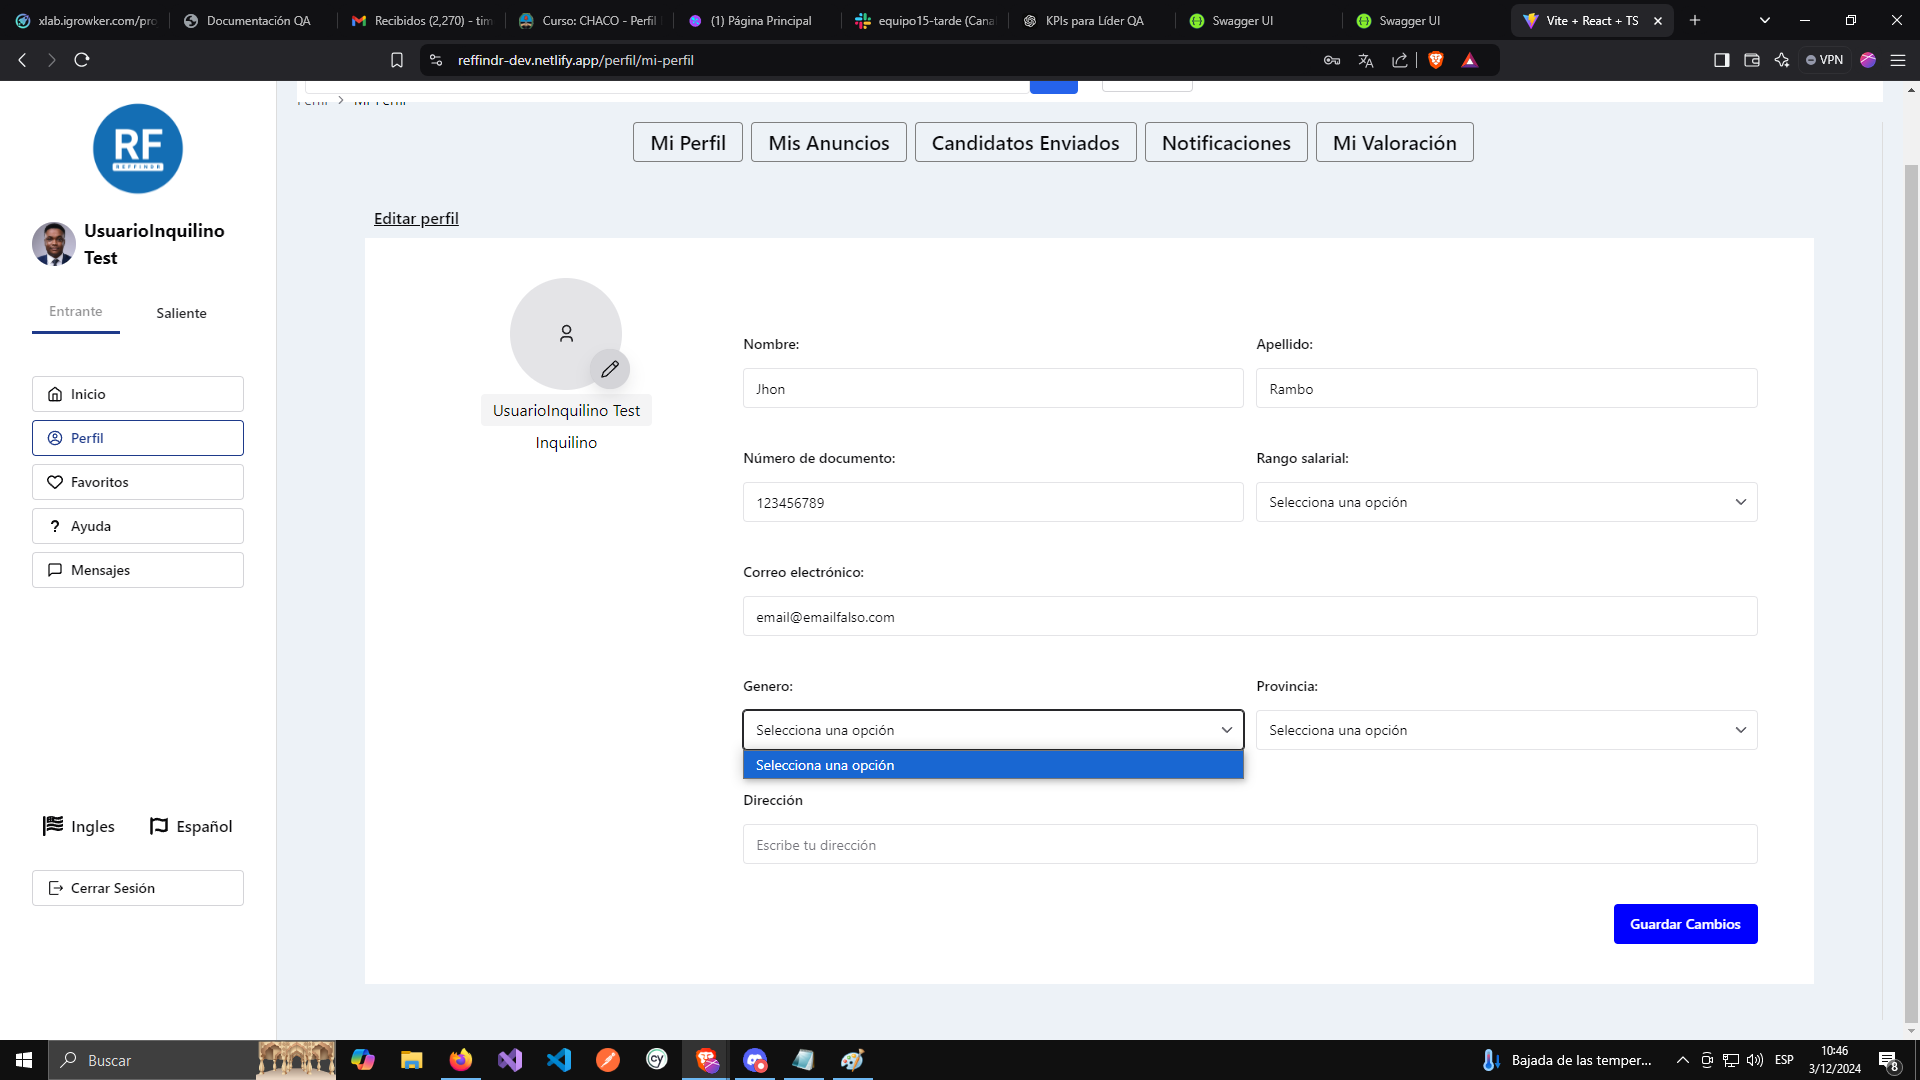 xlab.igrowker.com/pro
Documentación QA
Recibidos (2,270) - tim
Curso: CHACO - Perfil
(1) Página Principal
equipo15-tarde (Cana
KPIs para Líder QA
Swagger UI
Swagger UI
Vite + React + TS
reffindr-dev.netlify.app/perfil/mi-perfil
VPN
RF
REFFINDR
UsuarioInquilino
Test
Entrante
Saliente
Inicio
Perfil
Favoritos
? Ayuda
Mensajes
Ingles
Español
Cerrar Sesión
Perfil > Mi Perfil
Mi Perfil
Mis Anuncios
Candidatos Enviados
Notificaciones
Mi Valoración
Editar perfil
UsuarioInquilino Test
Inquilino
Nombre:
Apellido:
Jhon
Rambo
Número de documento:
Rango salarial:
123456789
Selecciona una opción
Correo electrónico:
email@emailfalso.com
Genero:
Provincia:
Selecciona una opción
Selecciona una opción
Selecciona una opción
Dirección
Escribe tu dirección
Guardar Cambios
Buscar
cy
Bajada de las temper...
ESP
10:46
3/12/2024
8